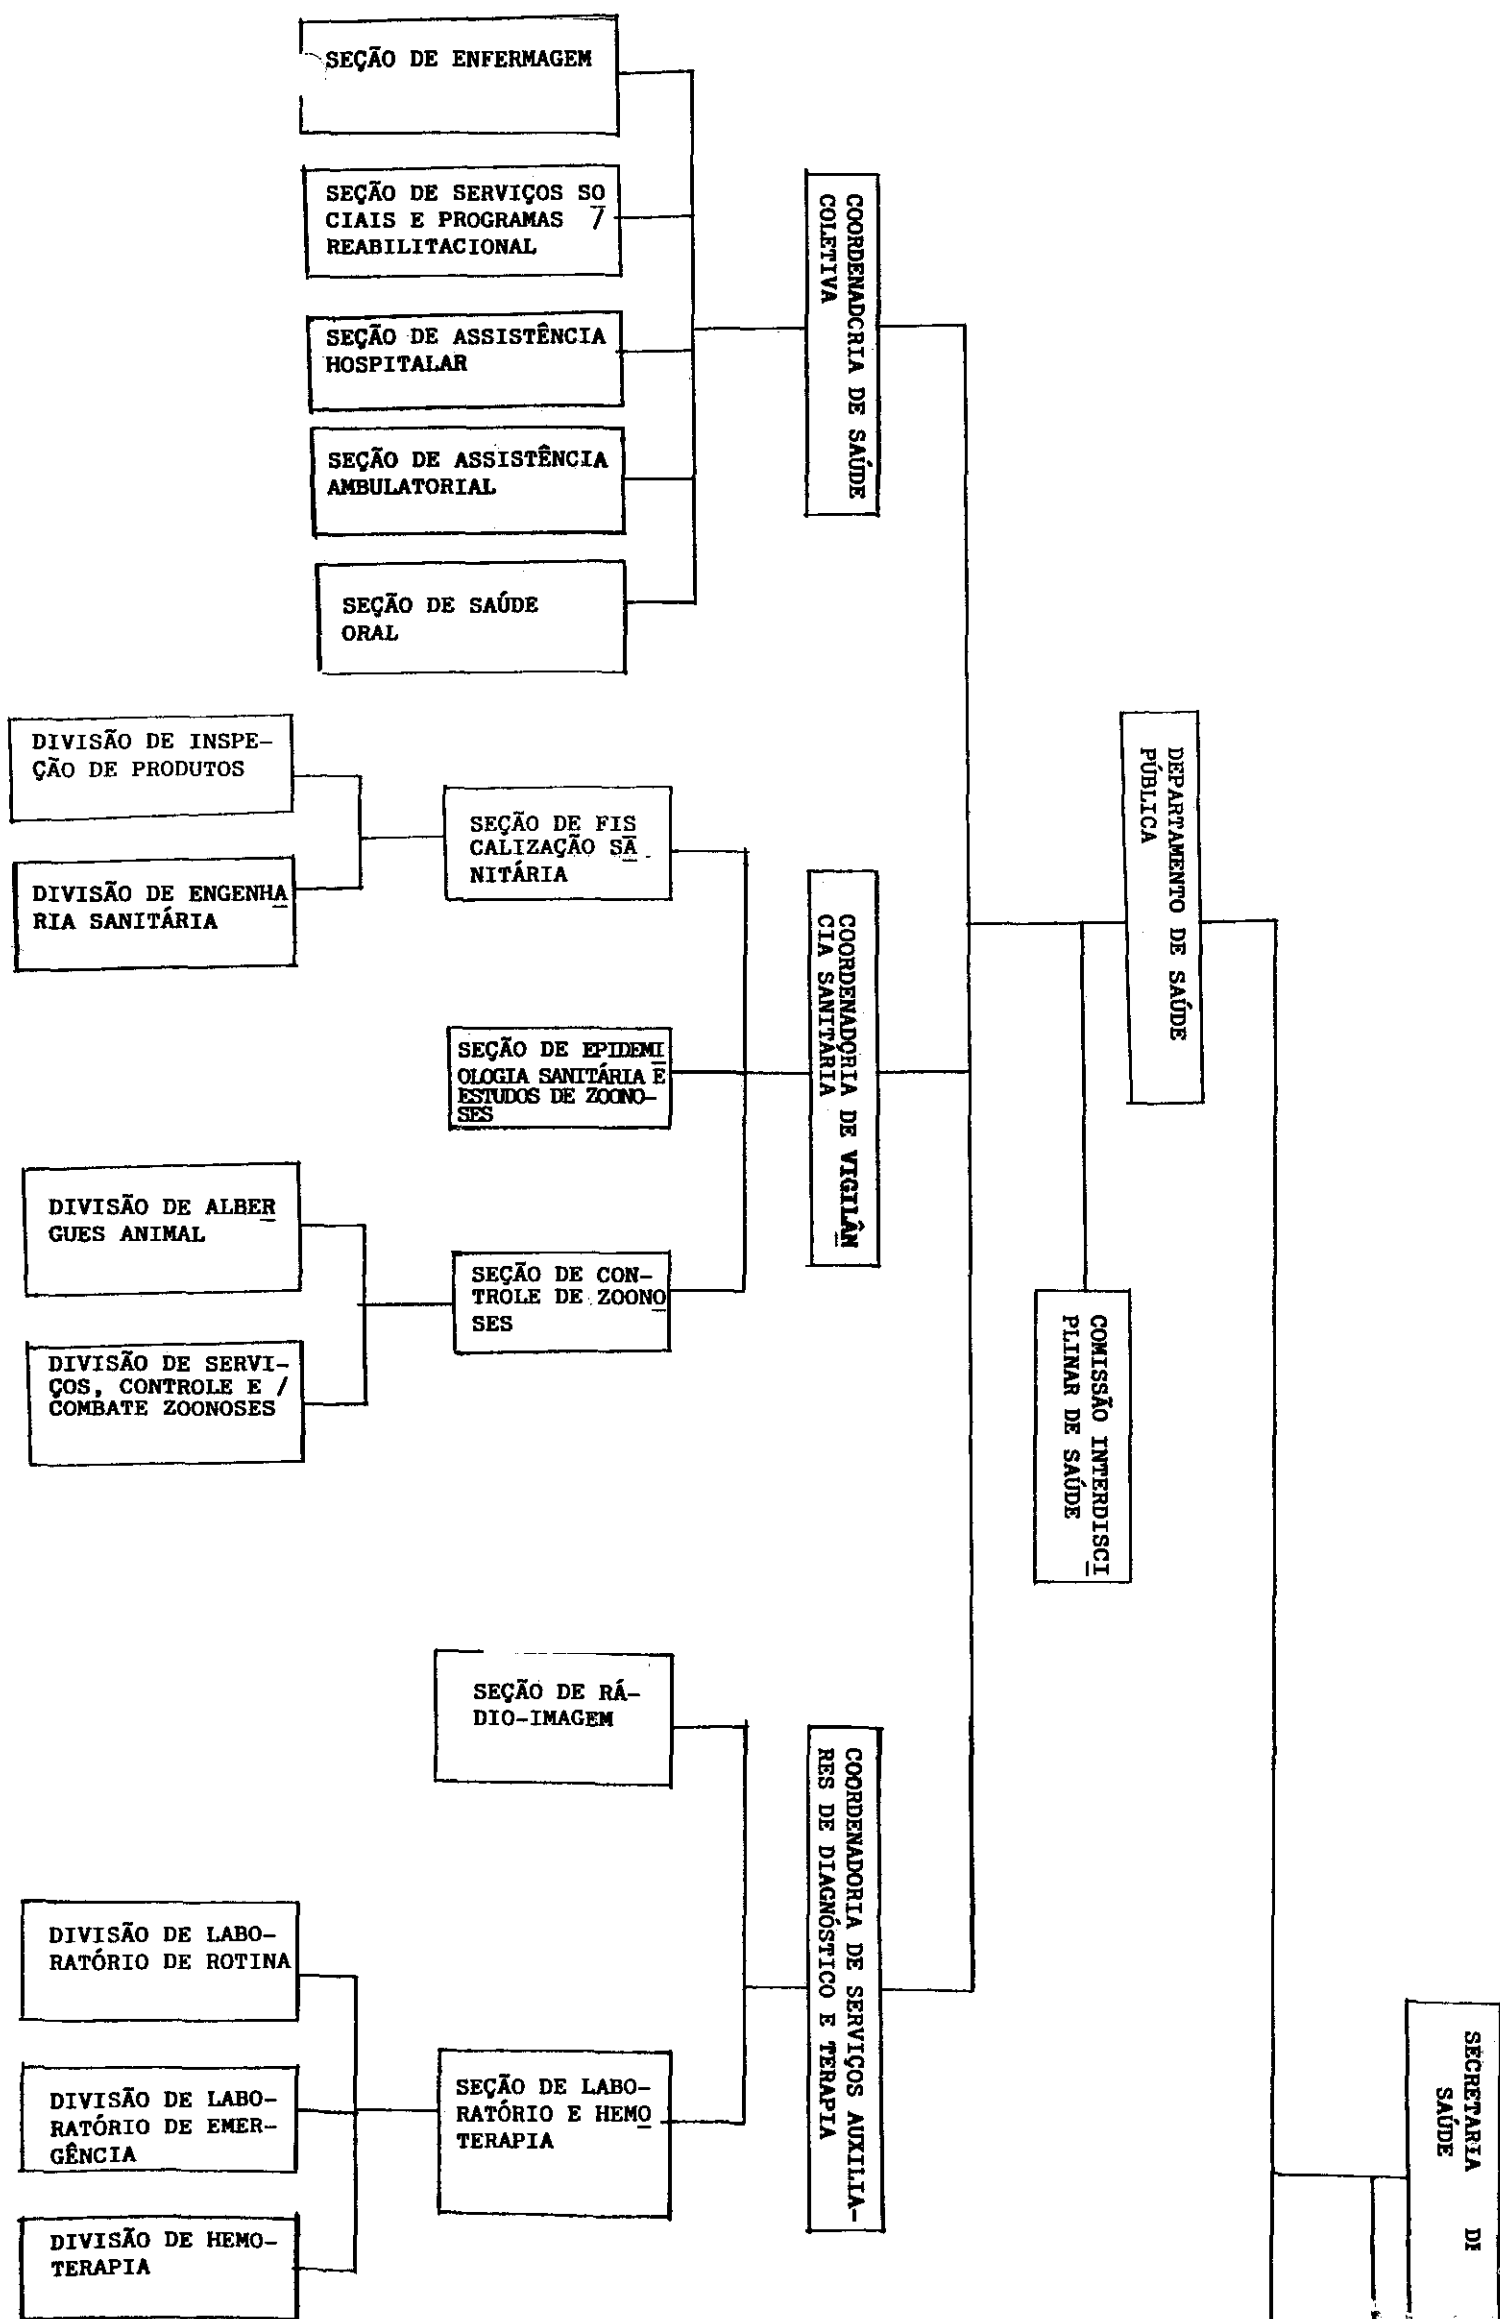 SEÇÃO DE ENFERMAGEM
SEÇÃO DE SERVIÇOS SO
CIAIS E PROGRAMAS /
REABILITACIONAL
SEÇÃO DE ASSISTÊNCIA
HOSPITALAR
SEÇÃO DE ASSISTÊNCIA
AMBULATORIAL
SEÇÃO DE SAÚDE
ORAL
COORDENADCRIA DE SAÚDE
COLETIVA
DIVISÃO DE INSPE-
ÇÃO DE PRODUTOS
DIVISÃO DE ENGENHA
RIA SANITÁRIA
SEÇÃO DE FIS
CALIZAÇÃO SA
NITÁRIA
SEÇÃO DE EPIDEMI
OLOGIA SANITÁRIA E
ESTUDOS DE ZOONO-
SES
DIVISÃO DE ALBER
GUES ANIMAL
DIVISÃO DE SERVI-
ÇOS, CONTROLE E /
COMBATE ZOONOSES
SEÇÃO DE CON-
TROLE DE ZOONO
SES
COORDENADORIA DE VIGILÂN
CIA SANITÁRIA
DEPARTAMENTO DE SAÚDE
PÚBLICA
COMISSÃO INTERDISCI
PLINAR DE SAÚDE
SEÇÃO DE RÁ-
DIO-IMAGEM
COORDENADORIA DE SERVIÇOS AUXILIA-
RES DE DIAGNÓSTICO E TERAPIA
DIVISÃO DE LABO-
RATÓRIO DE ROTINA
DIVISÃO DE LABO-
RATÓRIO DE EMER-
GÊNCIA
DIVISÃO DE HEMO-
TERAPIA
SEÇÃO DE LABO-
RATÓRIO E HEMO
TERAPIA
SECRETARIA DE
SAÚDE